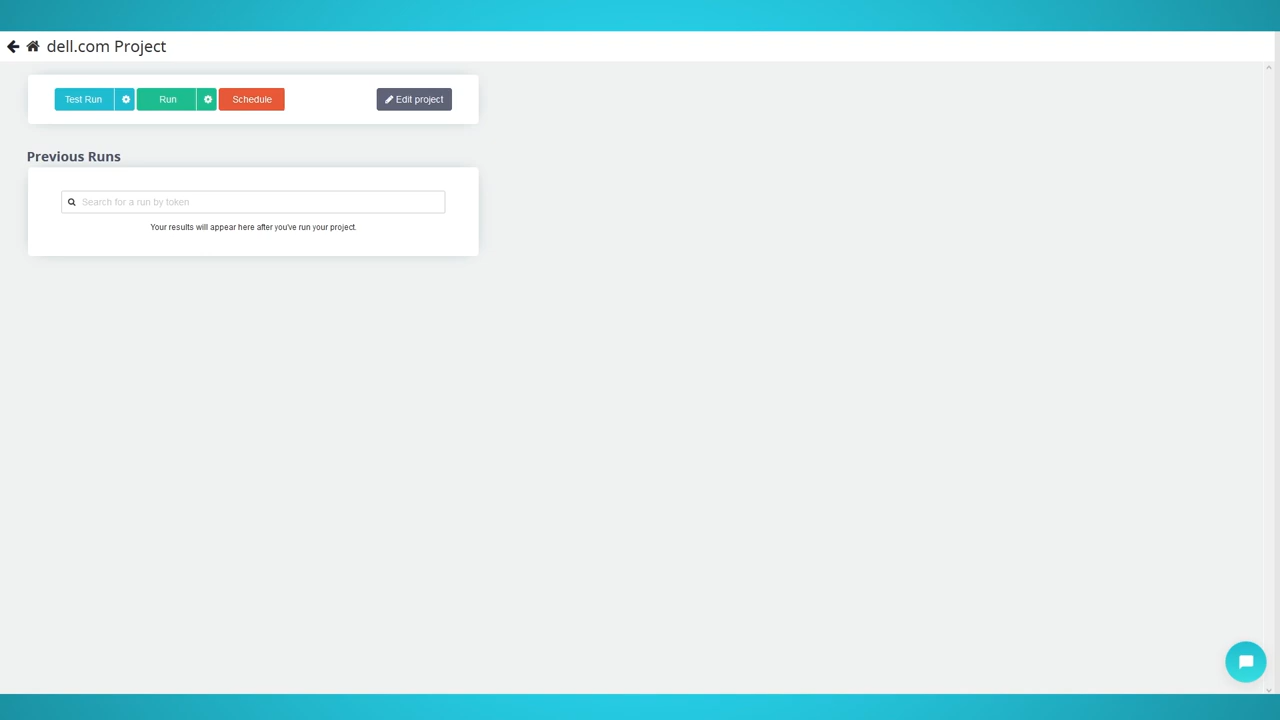 dell.com Project
Test Run Run Schedule Edit project
Previous Runs
Search for a run by token
Your results will appear here after you've run your project.